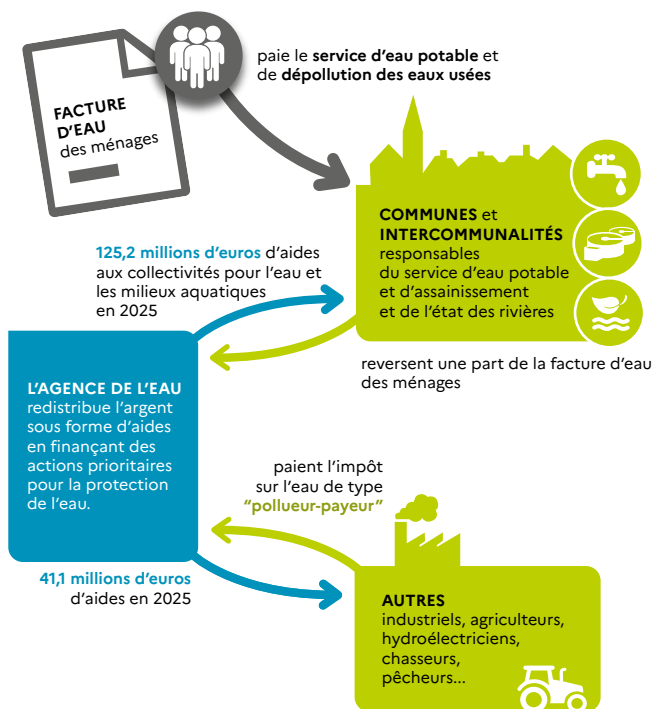 paie le service d'eau potable et
de dépollution des eaux usées
FACTURE
D'EAU
des ménages
COMMUNES et
INTERCOMMUNALITÉS
responsables
du service d'eau potable
et d'assainissement
et de l'état des rivières
125,2 millions d'euros d'aides
aux collectivités pour l'eau et
les milieux aquatiques
en 2025
reversent une part de la facture d'eau
des ménages
L'AGENCE DE L'EAU
redistribue l'argent
sous forme d'aides
en finançant des
actions prioritaires
pour la protection
de l'eau.
paient l'impôt
sur l'eau de type
"pollueur-payeur"
41,1 millions d'euros
d'aides en 2025
AUTRES
industriels, agriculteurs,
hydroélectriciens,
chasseurs,
pêcheurs...